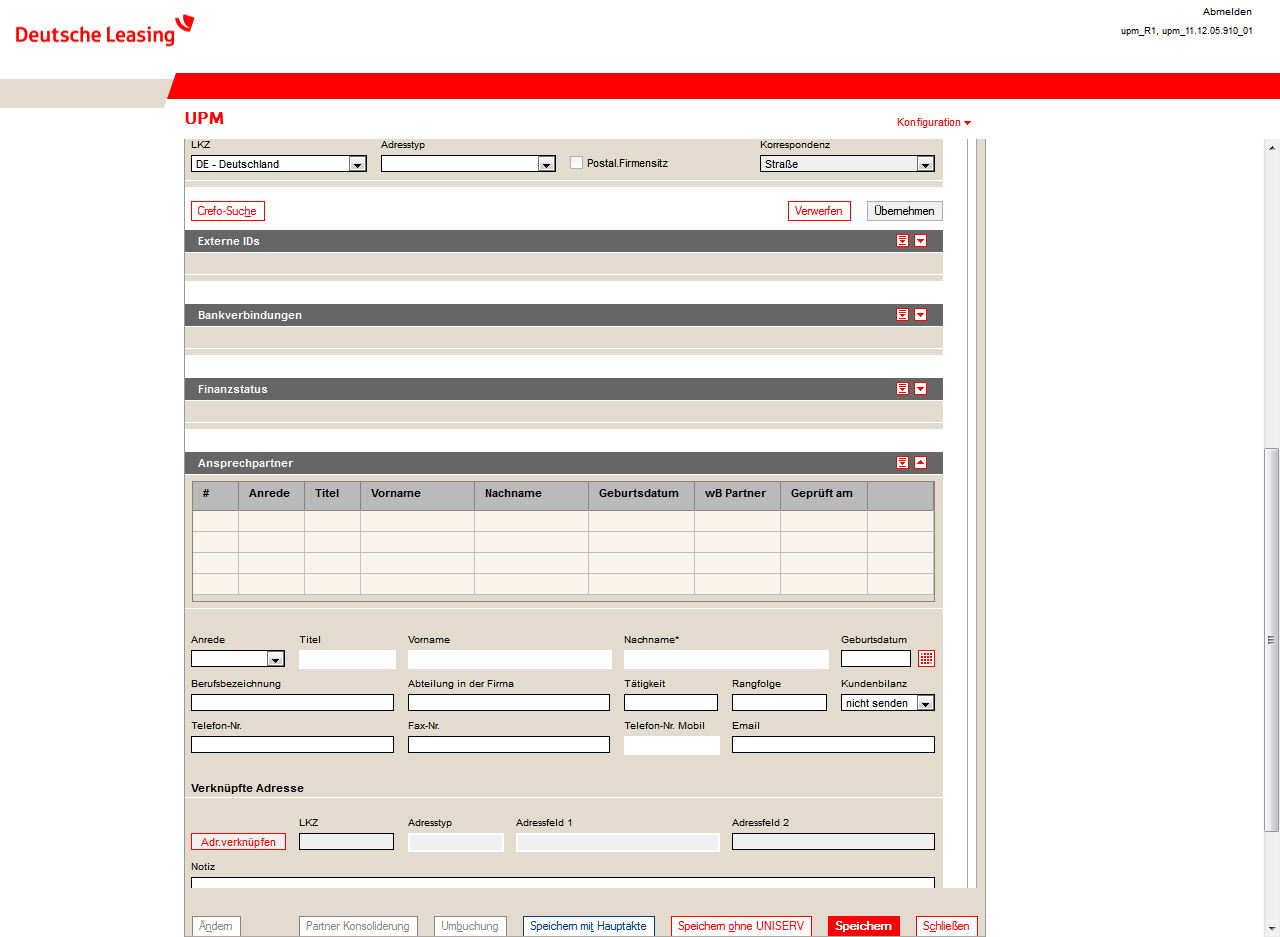 Deutsche Leasing
Abmelden
upm_R1, upm_11.12.05.910_01
UPM
Konfiguration
LKZ Adresstyp Korrespondenz
DE - Deutschland Postal.Firmensitz Straße
Crefo-Suche Verwerfen Übernehmen
Externe IDs
Bankverbindungen
Finanzstatus
Ansprechpartner
# Anrede Titel Vorname Nachname Geburtsdatum wB Partner Geprüft am
Anrede Titel Vorname Nachname* Geburtsdatum
Berufsbezeichnung Abteilung in der Firma Tätigkeit Rangfolge Kundenbilanz
nicht senden
Telefon-Nr. Fax-Nr. Telefon-Nr. Mobil Email
Verknüpfte Adresse
LKZ Adresstyp Adressfeld 1 Adressfeld 2
Adr.verknüpfen
Notiz
Ändern Partner Konsolidierung Umbuchung Speichern mit Hauptakte Speichern ohne UNISERV Speichern Schließen